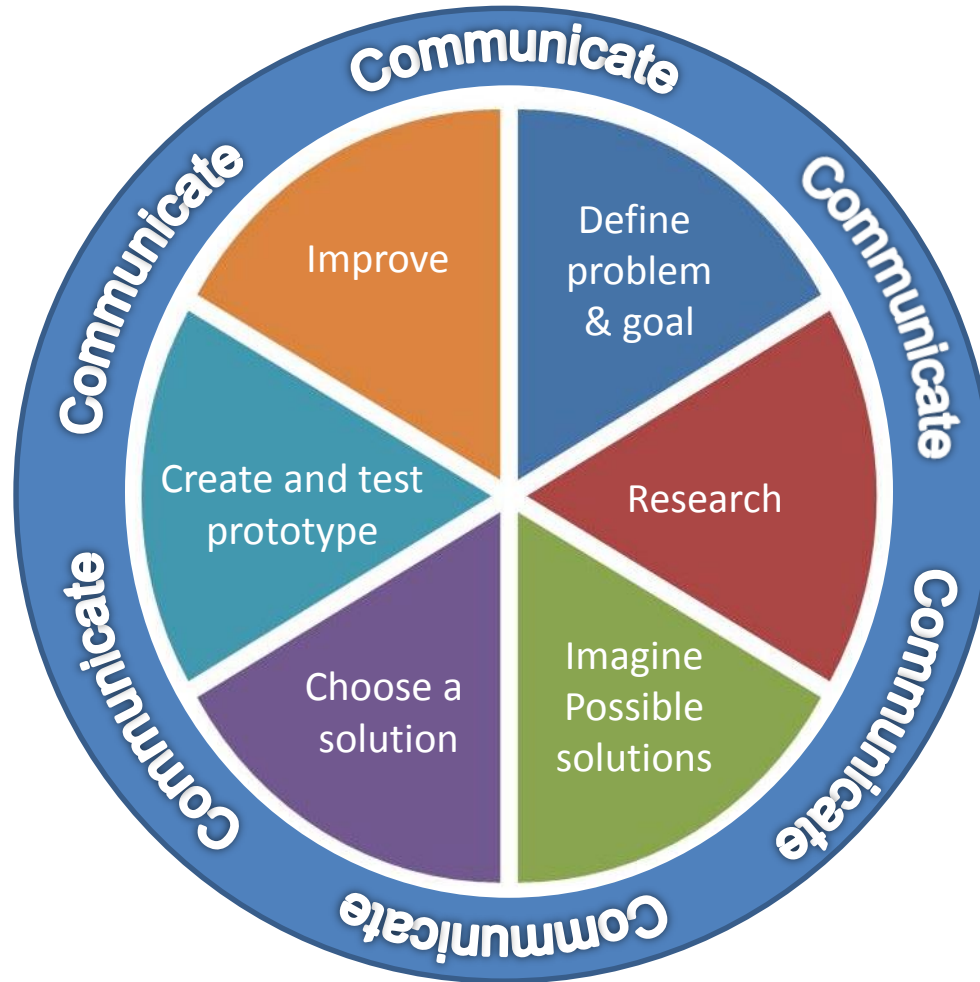 Communicate
Communicate
Communicate
Communicate
Communicate
Communicate
Define
problem
& goal
Research
Imagine
Possible
solutions
Choose a
solution
Create and test
prototype
Improve